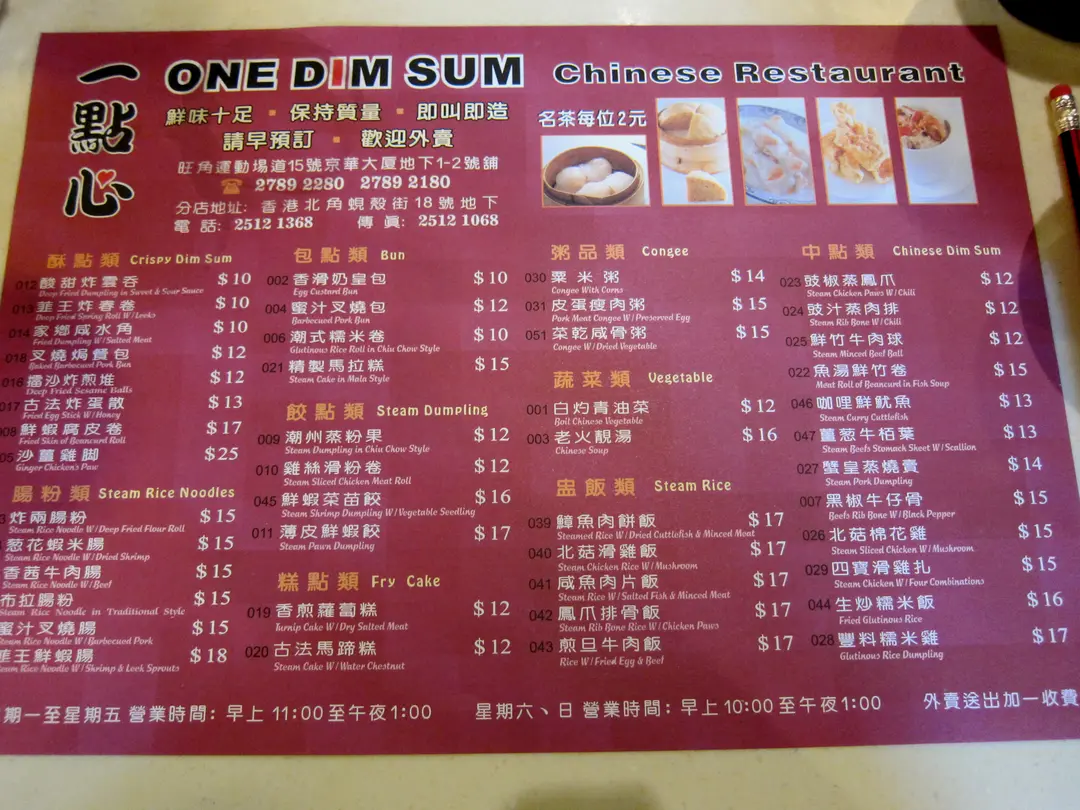 一點心
ONE DIM SUM Chinese Restaurant
鮮味十足 ▪ 保持質量 ▪ 即叫即造
請早預訂 ▪ 歡迎外賣
旺角運動場道15號京華大厦地下1-2號舖
☎ 2789 2280 2789 2180
分店地址: 香港北角蜆殼街18號地下
電話: 2512 1368 傳真: 2512 1068
名茶每位2元
酥點類 Crispy Dim Sum
012 酸甜炸雲吞 $10
Deep Fried Dumpling in Sweet & Sour Sauce
013 韮王炸春卷 $10
Deep Fried Spring Roll W/Leeks
014 家鄉咸水角 $10
Fried Dumpling W/Salted Meat
018 叉燒焗餐包 $12
Baked Barbecued Pork Bun
016 擂沙炸煎堆 $12
Deep Fried Sesame Balls
017 古法炸蛋散 $13
Fried Egg Stick W/Honey
008 鮮蝦腐皮卷 $17
Fried Skin of Beancurd Roll
05 沙薑雞脚 $25
Ginger Chicken's Paw
腸粉類 Steam Rice Noodles
3 炸兩腸粉 $15
Steam Rice Noodle W/Deep Fried Flour Roll
葱花蝦米腸 $15
Steam Rice Noodle W/Dried Shrimp
香茜牛肉腸 $15
Steam Rice Noodle W/Beef
布拉腸粉 $15
Steam Rice Noodle in Traditional Style
蜜汁叉燒腸 $15
Steam Rice Noodle W/Barbecued Pork
韮王鮮蝦腸 $18
Steam Rice Noodle W/Shrimp & Leek Sprouts
包點類 Bun
002 香滑奶皇包 $10
Egg Custard Bun
004 蜜汁叉燒包 $12
Barbecued Pork Bun
006 潮式糯米卷 $10
Glutinous Rice Roll in Chiu Chow Style
021 精製馬拉糕 $15
Steam Cake in Mala Style
餃點類 Steam Dumpling
009 潮州蒸粉果 $12
Steam Dumpling in Chiu Chow Style
010 雞絲滑粉卷 $12
Steam Sliced Chicken Meat Roll
045 鮮蝦菜苗餃 $16
Steam Shrimp Dumpling W/Vegetable Seedling
011 薄皮鮮蝦餃 $17
Steam Pawn Dumpling
糕點類 Fry Cake
019 香煎蘿蔔糕 $12
Turnip Cake W/Dry Salted Meat
020 古法馬蹄糕 $12
Steam Cake W/Water Chestnut
粥品類 Congee
030 粟米粥 $14
Congee With Corns
031 皮蛋瘦肉粥 $15
Pork Meat Congee W/Preserved Egg
051 菜乾咸骨粥 $15
Congee W/Dried Vegetable
蔬菜類 Vegetable
001 白灼青油菜 $12
Boil Chinese Vegetable
003 老火靚湯 $16
Chinese Soup
盅飯類 Steam Rice
039 鱆魚肉餅飯 $17
Steamed Rice W/Dried Cuttlefish & Minced Meat
040 北菇滑雞飯 $17
Steam Chicken Rice W/Mushroom
041 咸魚肉片飯 $17
Steam Rice W/Salted Fish & Minced Meat
042 鳳爪排骨飯 $17
Steam Rib Bone Rice W/Chicken Paws
043 煎旦牛肉飯 $17
Rice W/Fried Egg & Beef
中點類 Chinese Dim Sum
023 豉椒蒸鳳爪 $12
Steam Chicken Paws W/Chili
024 豉汁蒸肉排 $12
Steam Rib Bone W/Chili
025 鮮竹牛肉球 $12
Steam Minced Beef Ball
022 魚湯鮮竹卷 $15
Meat Roll of Beancurd in Fish Soup
046 咖哩鮮魷魚 $13
Steam Curry Cuttlefish
047 薑葱牛栢葉 $13
Steam Beefs Stomach Sheet W/Scallion
027 蟹皇蒸燒賣 $14
Steam Pork Dumpling
007 黑椒牛仔骨 $15
Beefs Rib Bone W/Black Pepper
026 北菇棉花雞 $15
Steam Sliced Chicken W/Mushroom
029 四寶滑雞扎 $15
Steam Chicken W/Four Combinations
044 生炒糯米飯 $16
Fried Glutinous Rice
028 豐料糯米雞 $17
Glutinous Rice Dumpling
期一至星期五 營業時間: 早上 11:00 至午夜1:00 星期六、日 營業時間: 早上 10:00 至午夜1:00 外賣送出加一收費